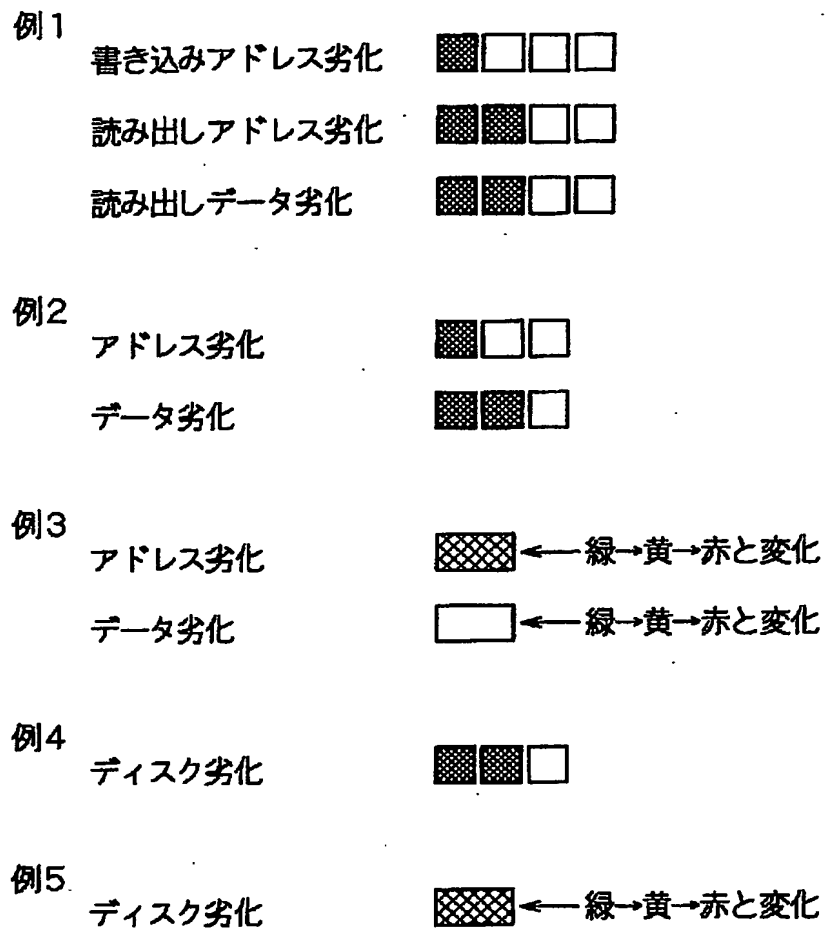 例1
書き込みアドレス劣化
読み出しアドレス劣化
読み出しデータ劣化
例2
アドレス劣化
データ劣化
例3
アドレス劣化 ←緑→黄→赤と変化
データ劣化 ←緑→黄→赤と変化
例4
ディスク劣化
例5
ディスク劣化 ←緑→黄→赤と変化